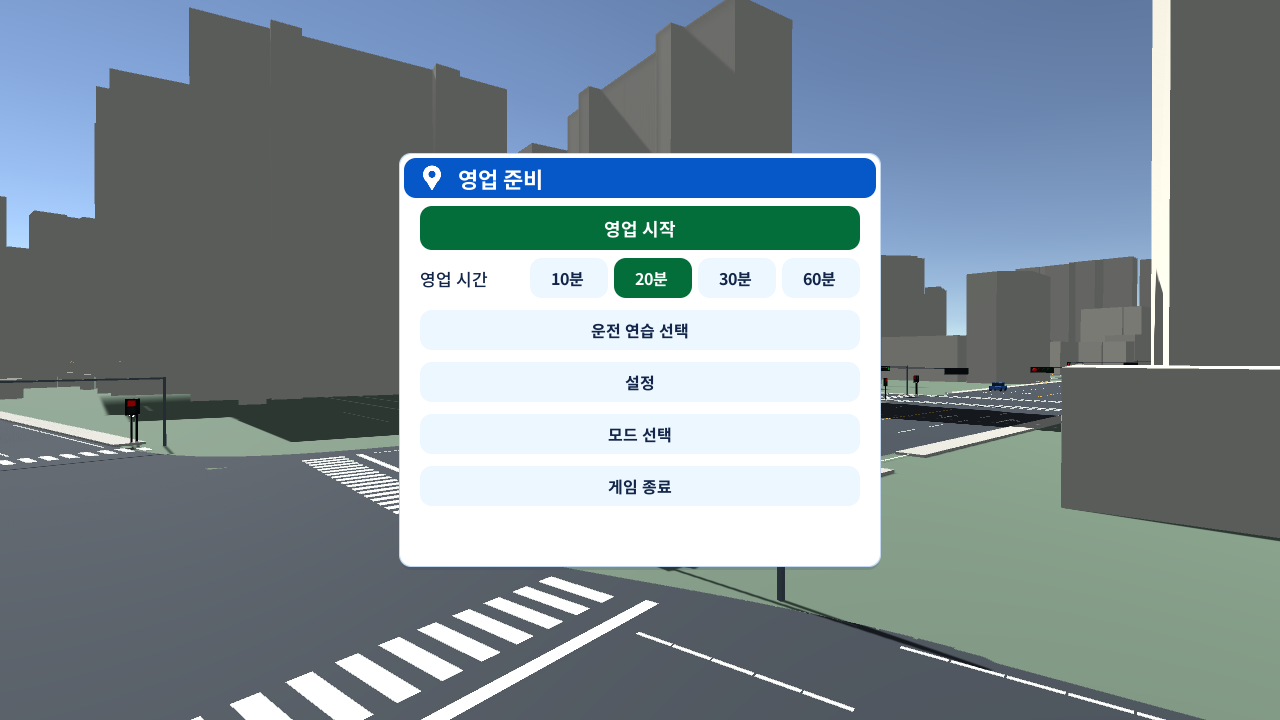 영업 준비
영업 시작
영업 시간 10분 20분 30분 60분
운전 연습 선택
설정
모드 선택
게임 종료